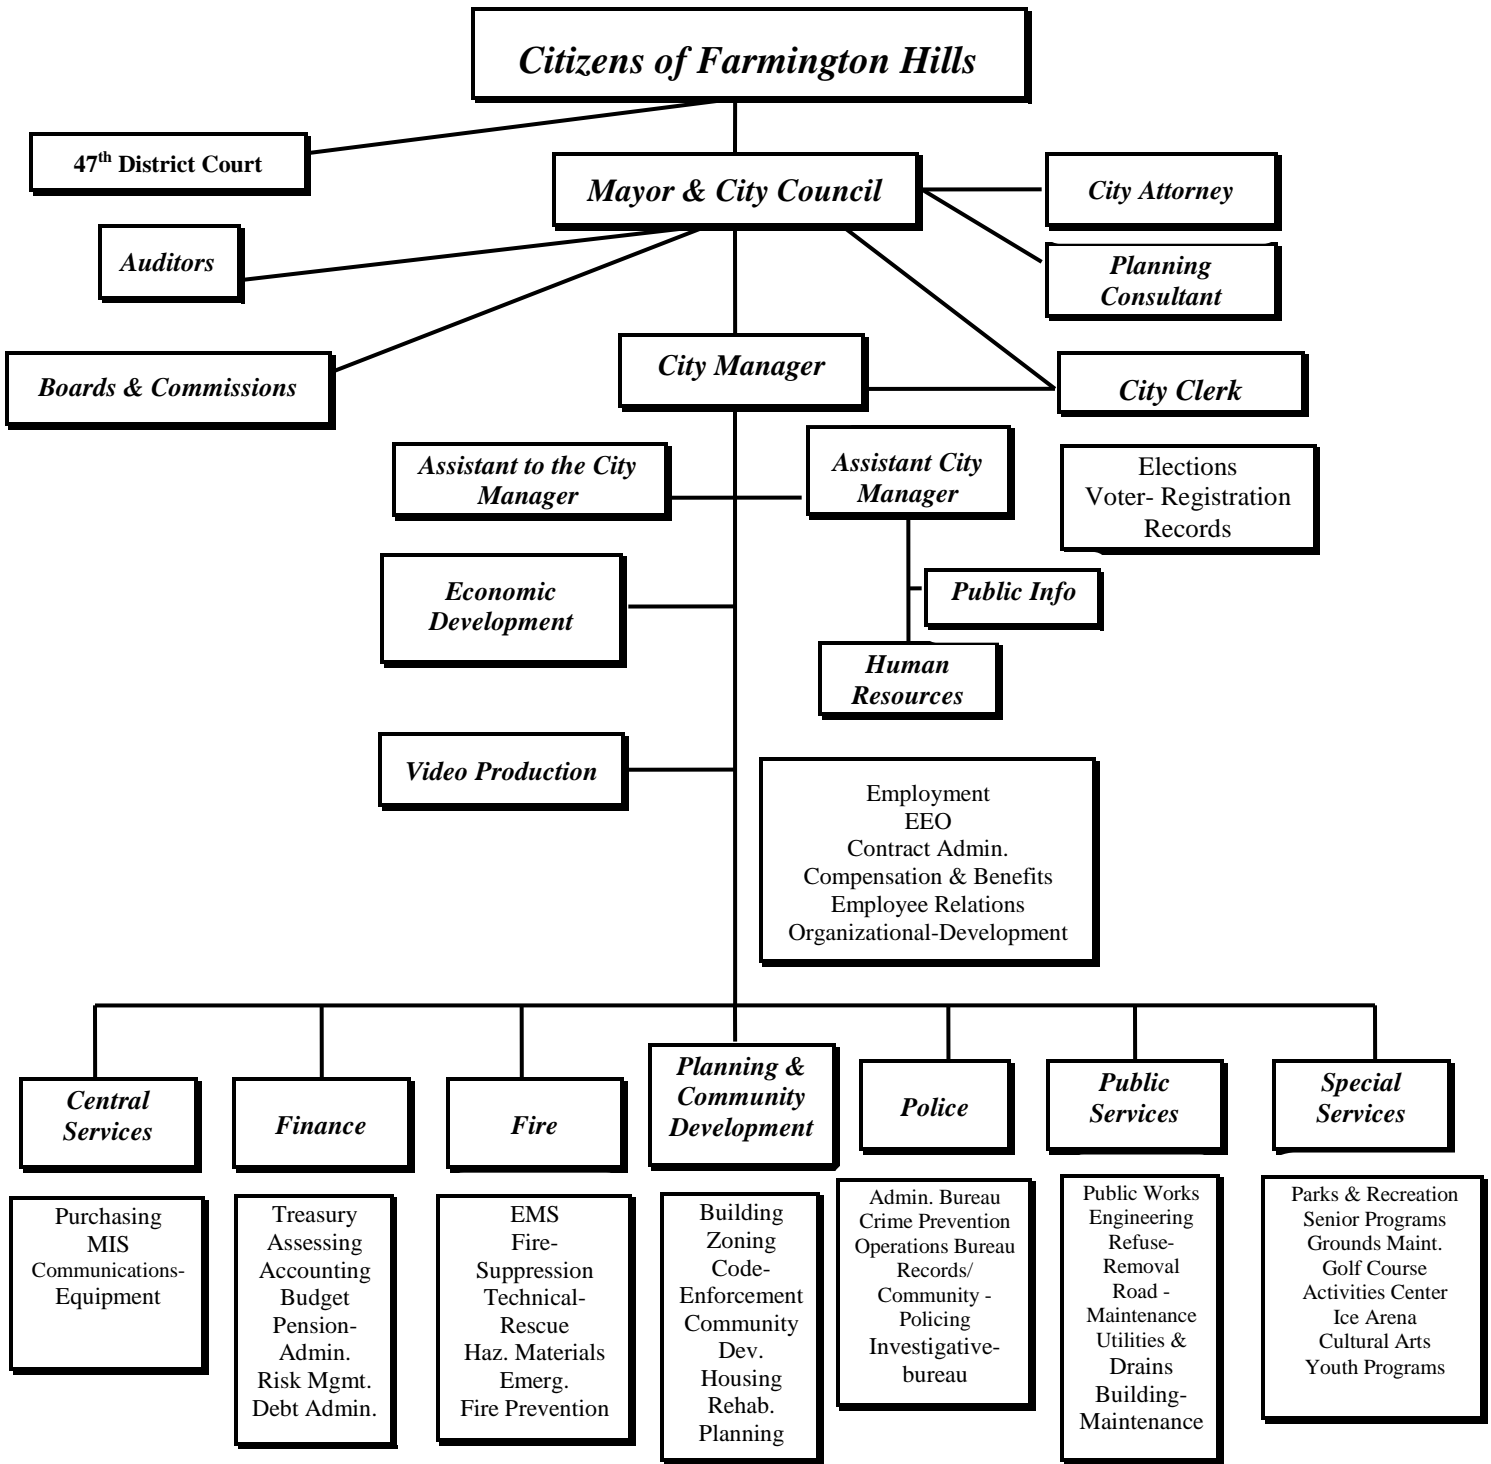 Citizens of Farmington Hills
47th District Court
Mayor & City Council
City Attorney
Auditors
Planning
Consultant
City Manager
Boards & Commissions
City Clerk
Assistant to the City
Manager
Assistant City
Manager
Elections
Voter- Registration
Records
Economic
Development
Public Info
Human
Resources
Video Production
Employment
EEO
Contract Admin.
Compensation & Benefits
Employee Relations
Organizational-Development
Central
Services
Finance
Fire
Planning &
Community
Development
Police
Public
Services
Special
Services
Purchasing
MIS
Communications-
Equipment
Treasury
Assessing
Accounting
Budget
Pension-
Admin.
Risk Mgmt.
Debt Admin.
EMS
Fire-
Suppression
Technical-
Rescue
Haz. Materials
Emerg.
Fire Prevention
Building
Zoning
Code-
Enforcement
Community
Dev.
Housing
Rehab.
Planning
Admin. Bureau
Crime Prevention
Operations Bureau
Records/
Community -
Policing
Investigative-
bureau
Public Works
Engineering
Refuse-
Removal
Road -
Maintenance
Utilities &
Drains
Building-
Maintenance
Parks & Recreation
Senior Programs
Grounds Maint.
Golf Course
Activities Center
Ice Arena
Cultural Arts
Youth Programs